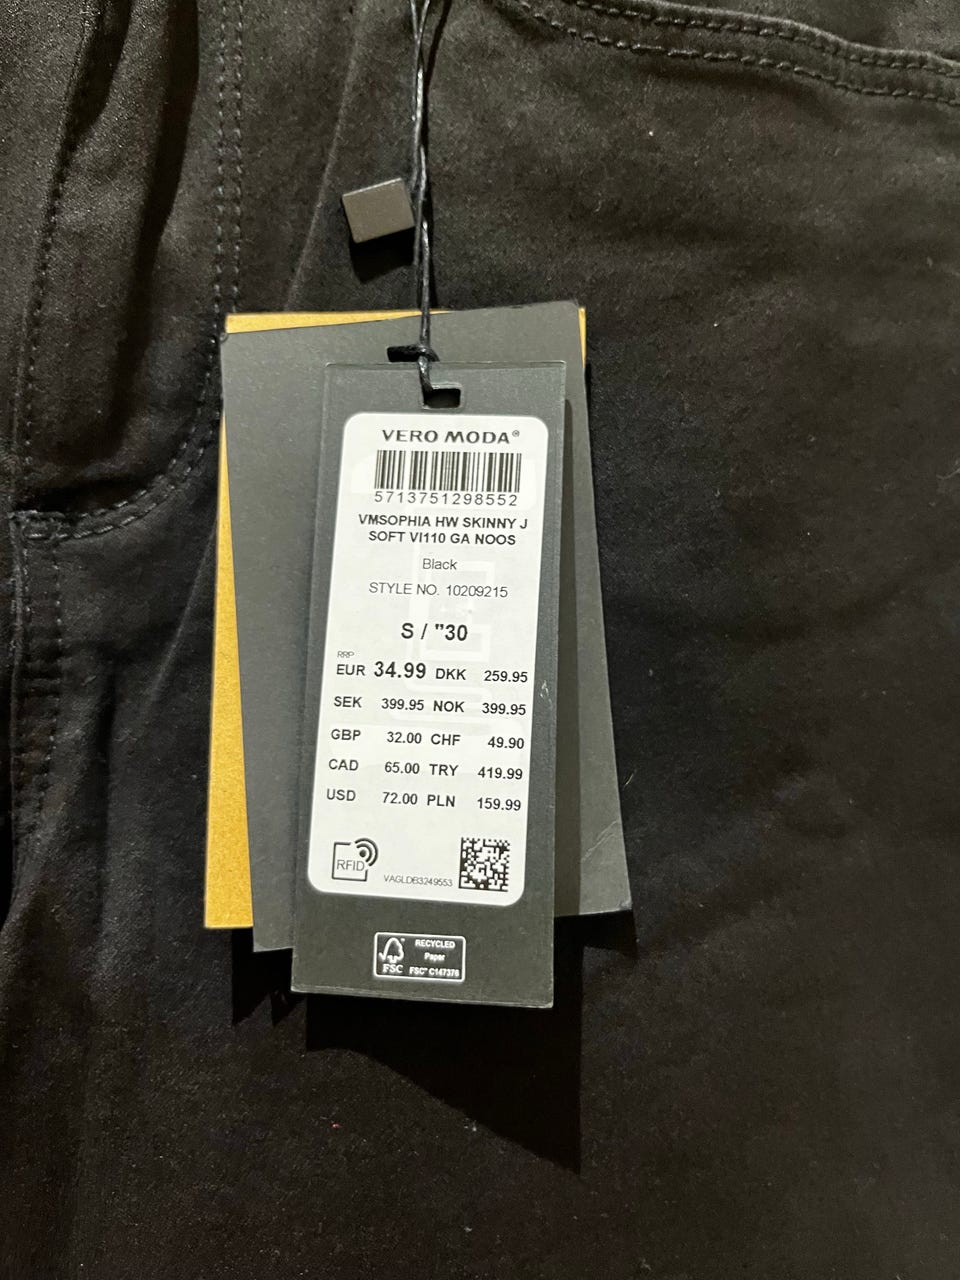 VERO MODA®
5713751298552
VMSOPHIA HW SKINNY J
SOFT VI110 GA NOOS
Black
STYLE NO. 10209215
S / "30
RRP
EUR 34.99 DKK 259.95
SEK 399.95 NOK 399.95
GBP 32.00 CHF 49.90
CAD 65.00 TRY 419.99
USD 72.00 PLN 159.99
RFID
VAGLDB3249553
RECYCLED
Paper
FSC
FSC® C147376